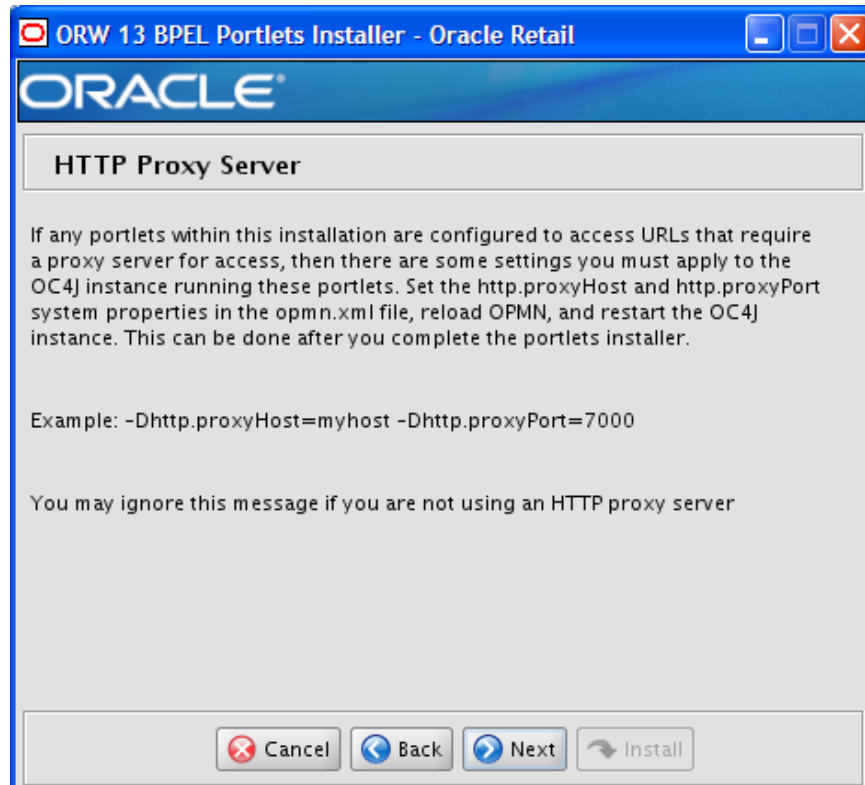 ORW 13 BPEL Portlets Installer - Oracle Retail
ORACLE
HTTP Proxy Server
If any portlets within this installation are configured to access URLs that require
a proxy server for access, then there are some settings you must apply to the
OC4J instance running these portlets. Set the http.proxyHost and http.proxyPort
system properties in the opmn.xml file, reload OPMN, and restart the OC4J
instance. This can be done after you complete the portlets installer.
Example: -Dhttp.proxyHost=myhost -Dhttp.proxyPort=7000
You may ignore this message if you are not using an HTTP proxy server
Cancel Back Next Install